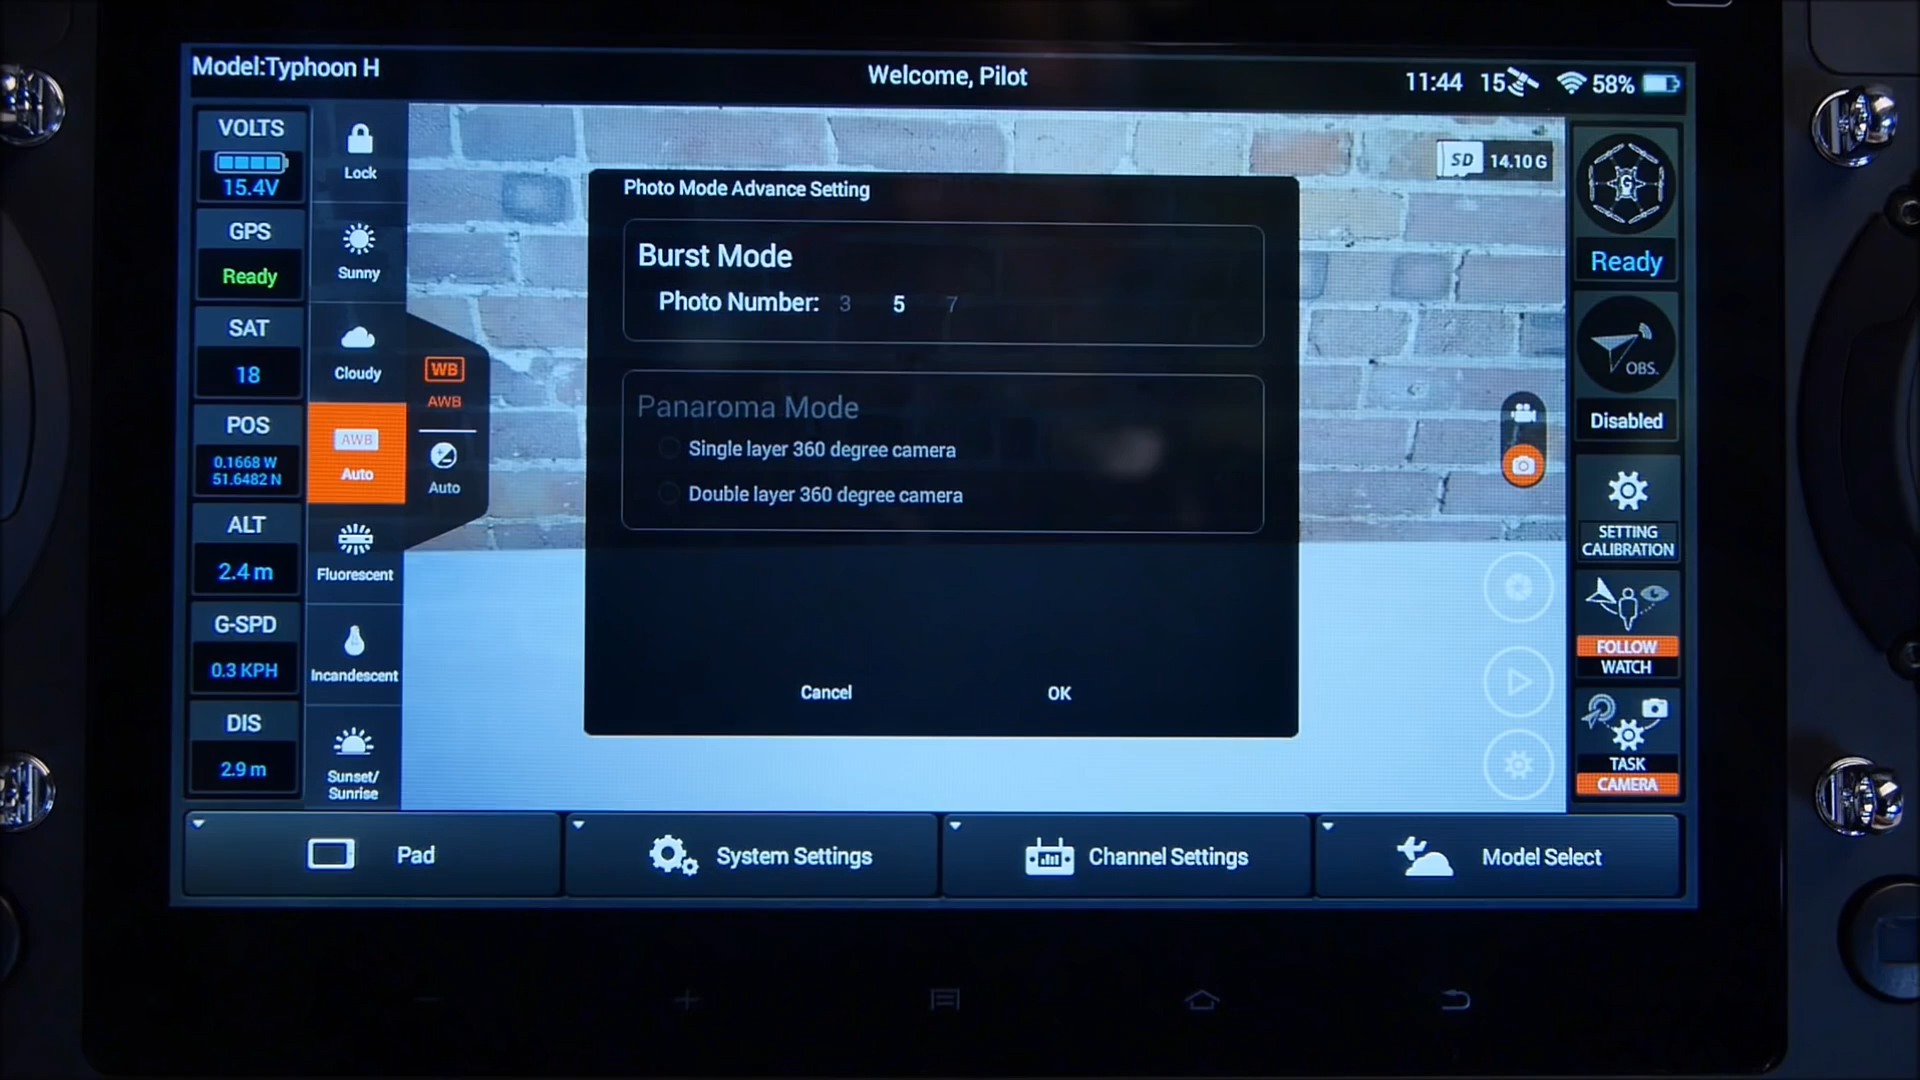 Model:Typhoon H
Welcome, Pilot
11:44 15 58%
VOLTS
15.4V
GPS
Ready
SAT
18
POS
0.1668 W
51.6482 N
ALT
2.4 m
G-SPD
0.3 KPH
DIS
2.9 m
Lock
Sunny
Cloudy
AWB
Auto
Fluorescent
Incandescent
Sunset/
Sunrise
WB
AWB
Auto
Photo Mode Advance Setting
Burst Mode
Photo Number: 3 5 7
Panaroma Mode
Single layer 360 degree camera
Double layer 360 degree camera
Cancel OK
SD 14.10G
G
Ready
OBS.
Disabled
SETTING
CALIBRATION
FOLLOW
WATCH
TASK
CAMERA
Pad
System Settings
Channel Settings
Model Select